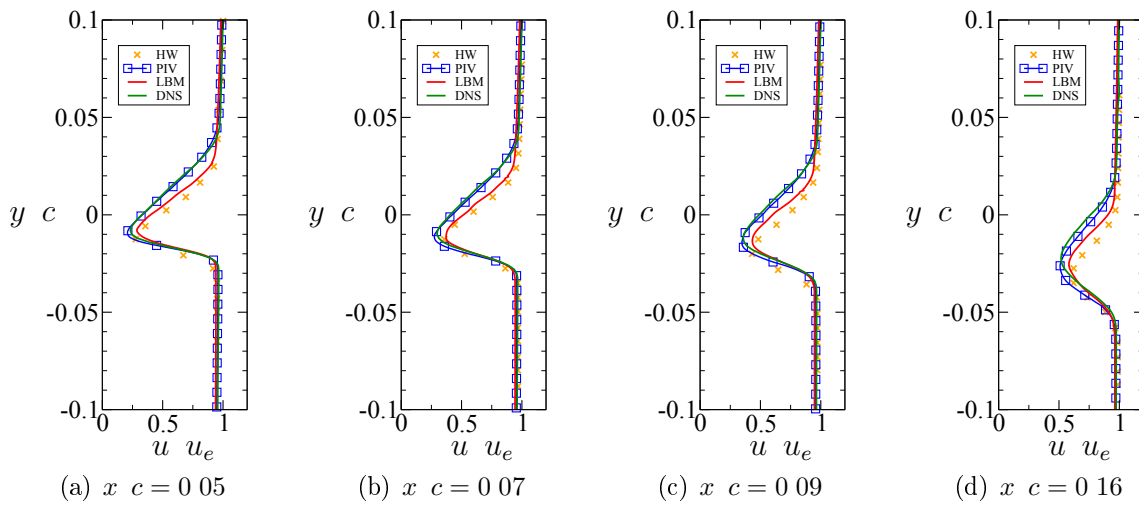 0.1 0.1 0.1 0.1
HW HW HW HW
PIV PIV PIV PIV
LBM LBM LBM LBM
DNS DNS DNS DNS
0.05 0.05 0.05 0.05
y c 0 y c 0 y c 0 y c 0
-0.05 -0.05 -0.05 -0.05
-0.1 -0.1 -0.1 -0.1
0 0.5 1 0 0.5 1 0 0.5 1 0 0.5 1
u u_e u u_e u u_e u u_e
(a) x c = 0 05 (b) x c = 0 07 (c) x c = 0 09 (d) x c = 0 16